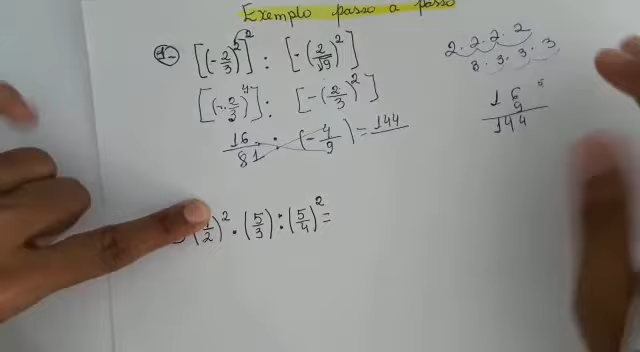 Exemplo passo a passo
1- [(-2/3)²]² : [-(2/√9)²]
[(-2/3)⁴] : [-(2/3)²]
16/81 : (-4/9) = 144
(1/2)² · (5/3) : (5/4)² =
2 · 2 · 2 · 2
3 · 3 · 3 · 3
16
9
144